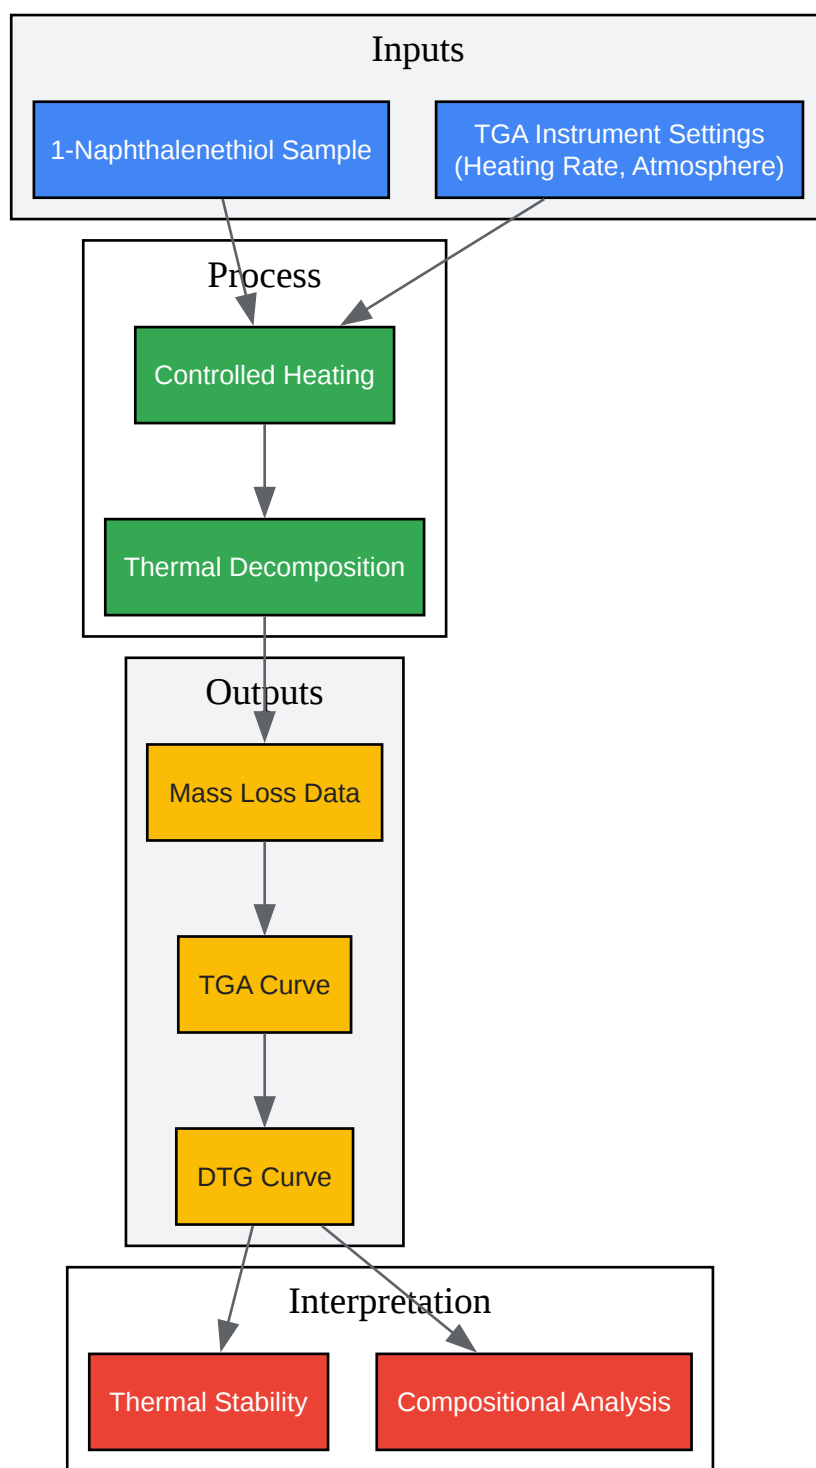 Inputs
1-Naphthalenethiol Sample
TGA Instrument Settings
(Heating Rate, Atmosphere)
Process
Controlled Heating
Thermal Decomposition
Outputs
Mass Loss Data
TGA Curve
DTG Curve
Interpretation
Thermal Stability
Compositional Analysis